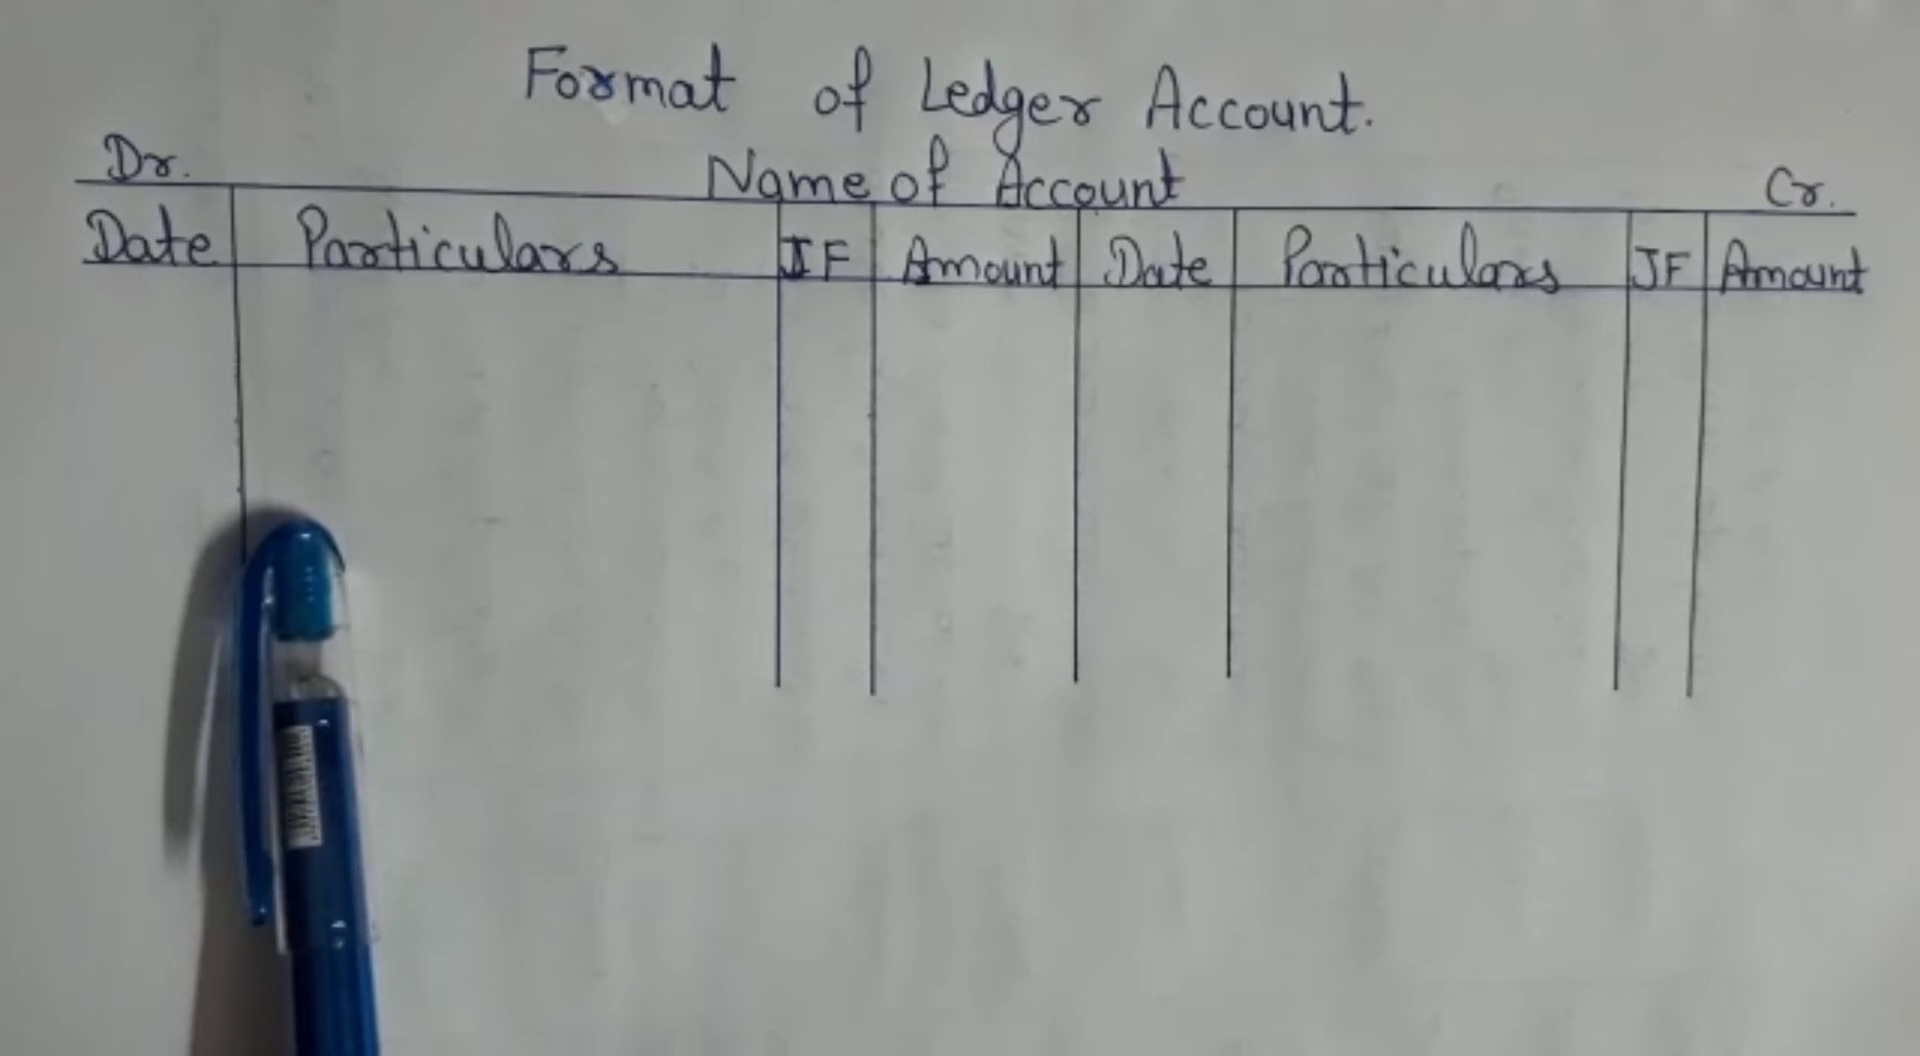 Format of Ledger Account.
Dr. Name of Account Cr.
Date Particulars JF Amount Date Particulars JF Amount